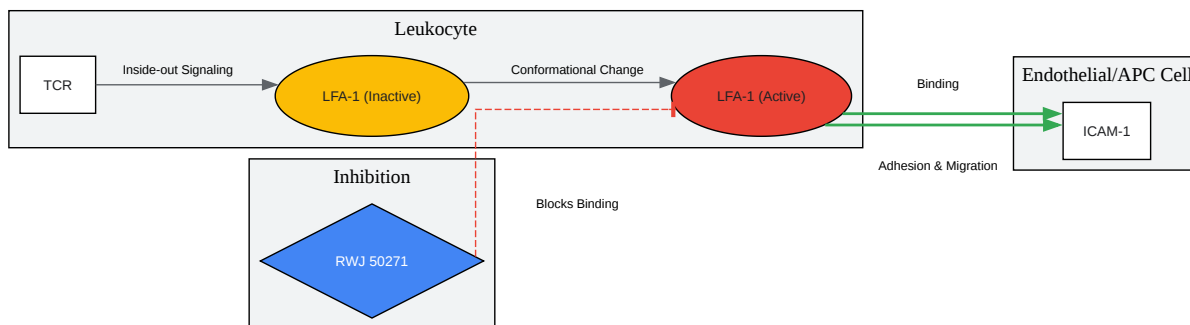 Leukocyte
TCR
Inside-out Signaling
LFA-1 (Inactive)
Conformational Change
LFA-1 (Active)
Binding
Endothelial/APC Cell
ICAM-1
Adhesion & Migration
Inhibition
RWJ 50271
Blocks Binding